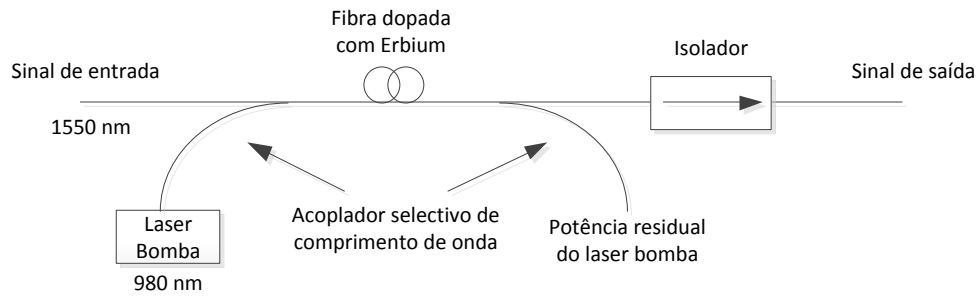 Fibra dopada
com Erbium
Isolador
Sinal de entrada
Sinal de saída
1550 nm
Laser
Bomba
980 nm
Acoplador selectivo de
comprimento de onda
Potência residual
do laser bomba